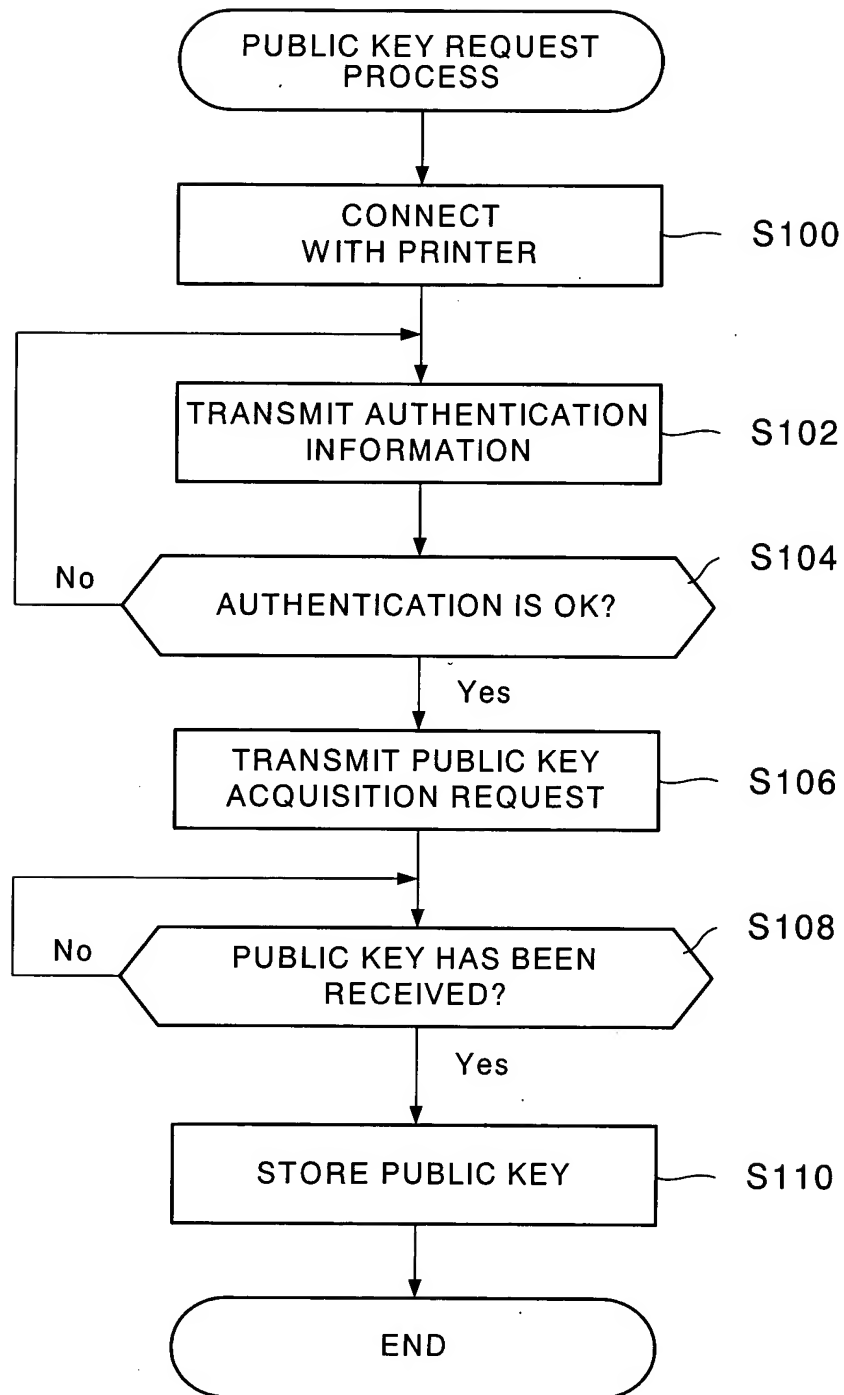 PUBLIC KEY REQUEST
PROCESS
CONNECT
WITH PRINTER
S100
TRANSMIT AUTHENTICATION
INFORMATION
S102
S104
No
AUTHENTICATION IS OK?
Yes
TRANSMIT PUBLIC KEY
ACQUISITION REQUEST
S106
S108
No
PUBLIC KEY HAS BEEN
RECEIVED?
Yes
STORE PUBLIC KEY
S110
END